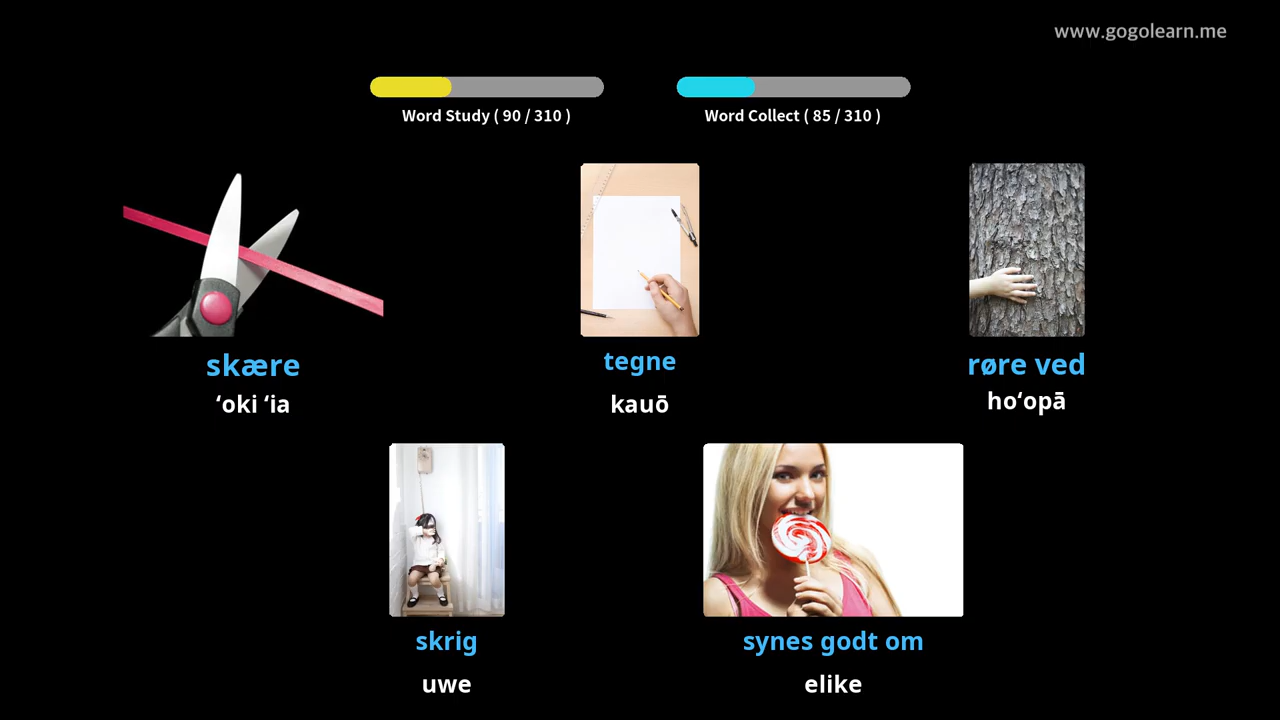 www.gogolearn.me
Word Study ( 90 / 310 )
Word Collect ( 85 / 310 )
skære
tegne
røre ved
ʻoki ʻia
kauō
hoʻopā
skrig
synes godt om
uwe
elike